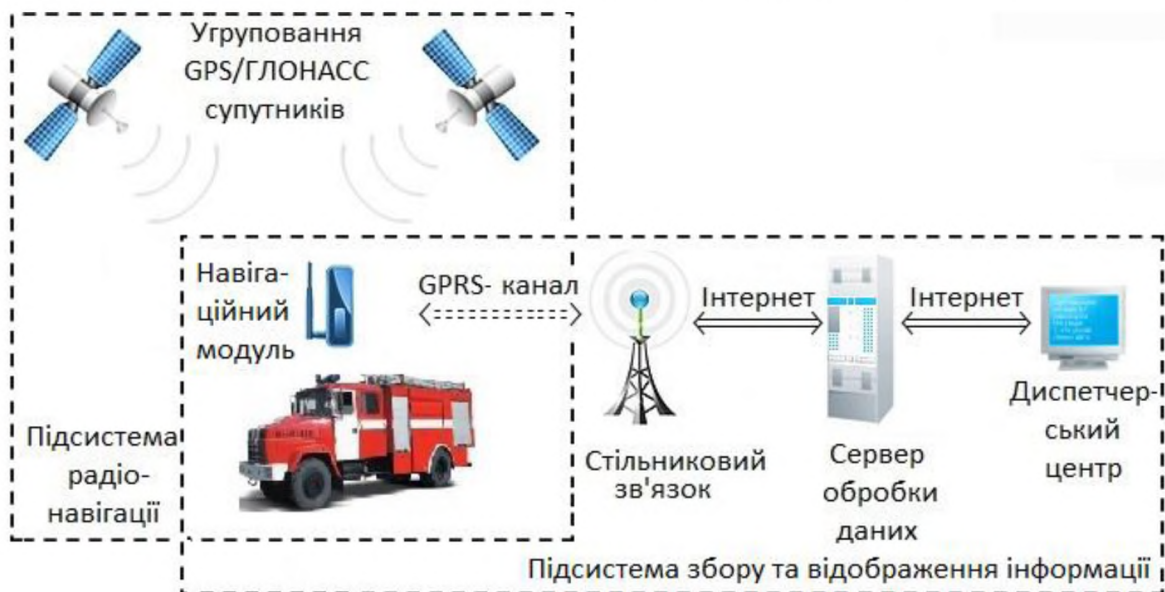 Угруповання
GPS/ГЛОНАСС
супутників
Навіга-
ційний
модуль
GPRS- канал
Інтернет
Інтернет
Підсистема
радіо-
навігації
Стільниковий
зв'язок
Сервер
обробки
даних
Диспетчер-
ський
центр
Підсистема збору та відображення інформації